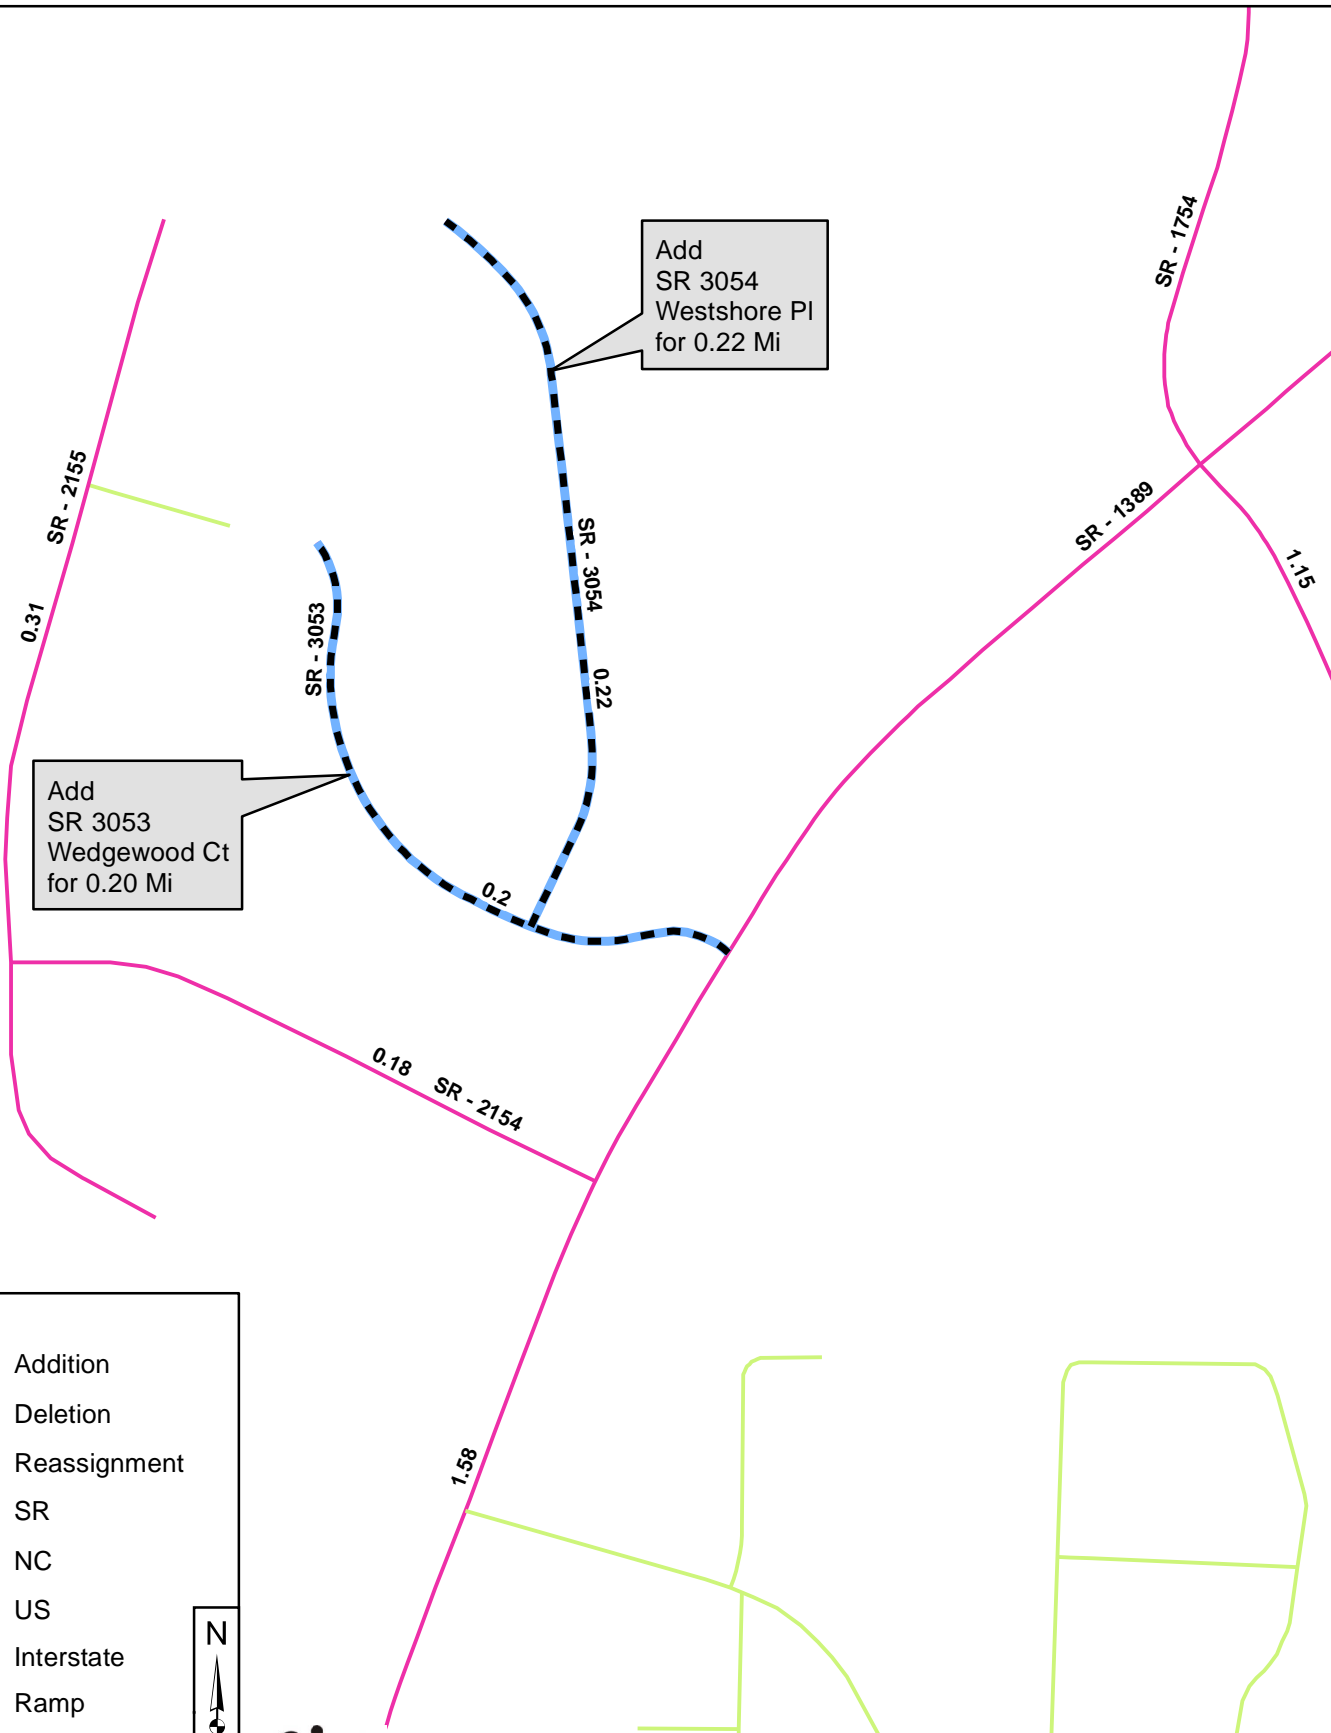 SR - 1754
Add
SR 3054
Westshore Pl
for 0.22 Mi
SR - 2155
SR - 1389
SR - 3054
1.15
0.31
SR - 3053
0.22
Add
SR 3053
Wedgewood Ct
for 0.20 Mi
0.2
0.18 SR - 2154
1.58
Addition
Deletion
Reassignment
SR
NC
US
Interstate
Ramp
N